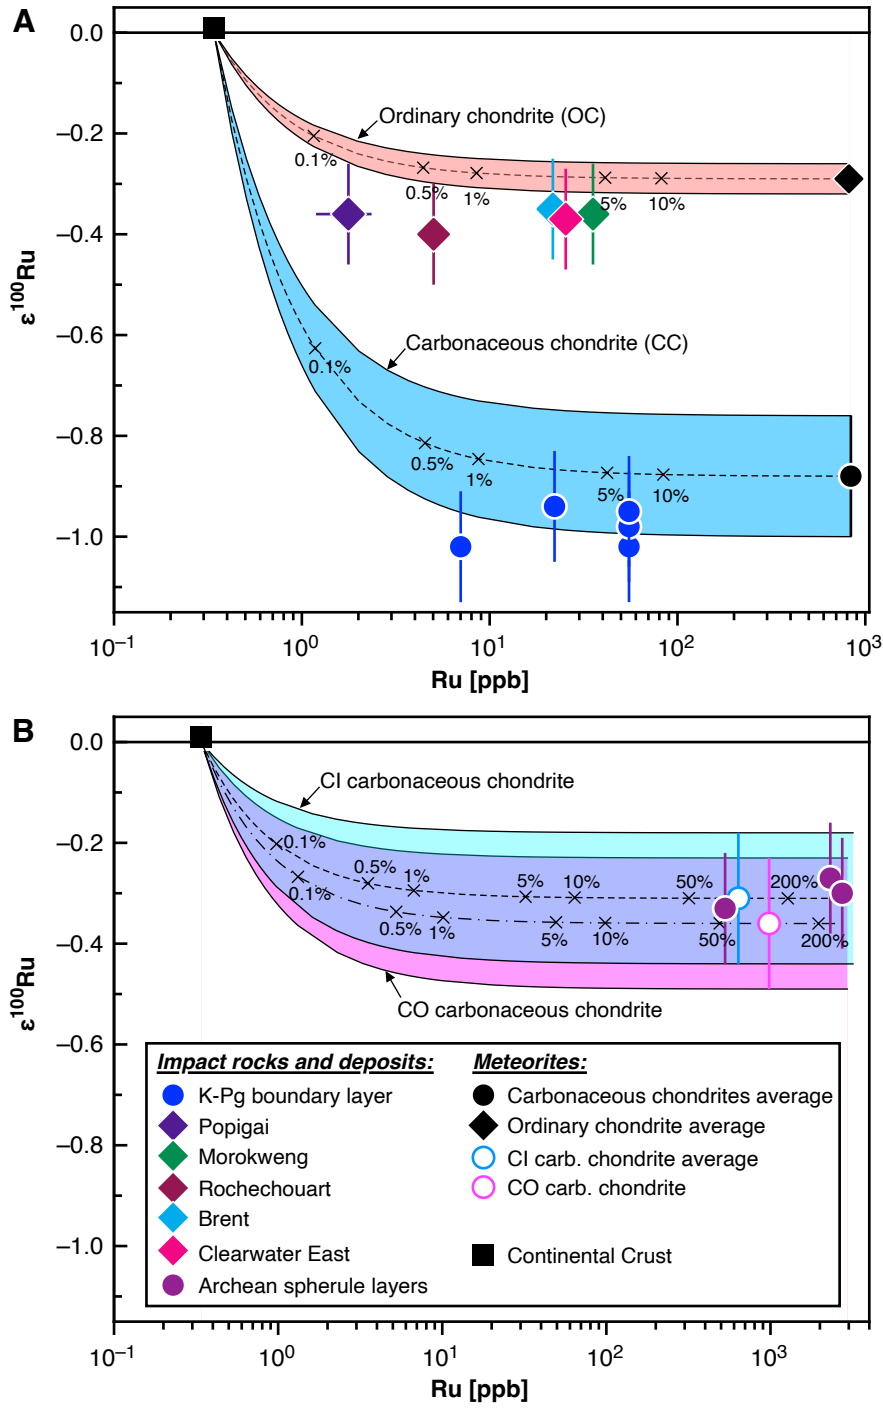 A
0.0
−0.2
−0.4
−0.6
−0.8
−1.0
ε¹⁰⁰Ru
Ordinary chondrite (OC)
0.1%
0.5%
1%
5%
10%
Carbonaceous chondrite (CC)
0.1%
0.5%
1%
5%
10%
10⁻¹ 10⁰ 10¹ 10² 10³
Ru [ppb]
B
0.0
−0.2
−0.4
−0.6
−0.8
−1.0
ε¹⁰⁰Ru
CI carbonaceous chondrite
0.1%
0.5%
1%
5%
10%
50%
200%
0.1%
0.5%
1%
5%
10%
50%
200%
CO carbonaceous chondrite
Impact rocks and deposits:
K-Pg boundary layer
Popigai
Morokweng
Rochechouart
Brent
Clearwater East
Archean spherule layers
Meteorites:
Carbonaceous chondrites average
Ordinary chondrite average
CI carb. chondrite average
CO carb. chondrite
Continental Crust
10⁻¹ 10⁰ 10¹ 10² 10³
Ru [ppb]